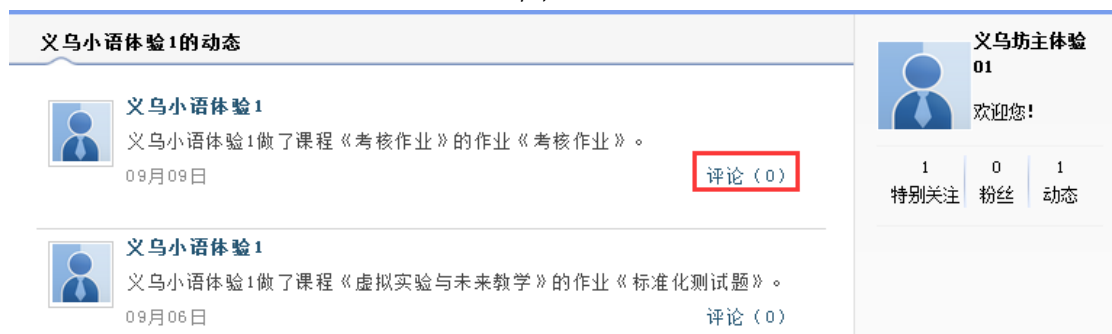 义乌小语体验1的动态
义乌小语体验1
义乌小语体验1做了课程《考核作业》的作业《考核作业》。
09月09日
评论（0）
义乌小语体验1
义乌小语体验1做了课程《虚拟实验与未来教学》的作业《标准化测试题》。
09月06日
评论（0）
义乌坊主体验
01
欢迎您!
1 0 1
特别关注 粉丝 动态